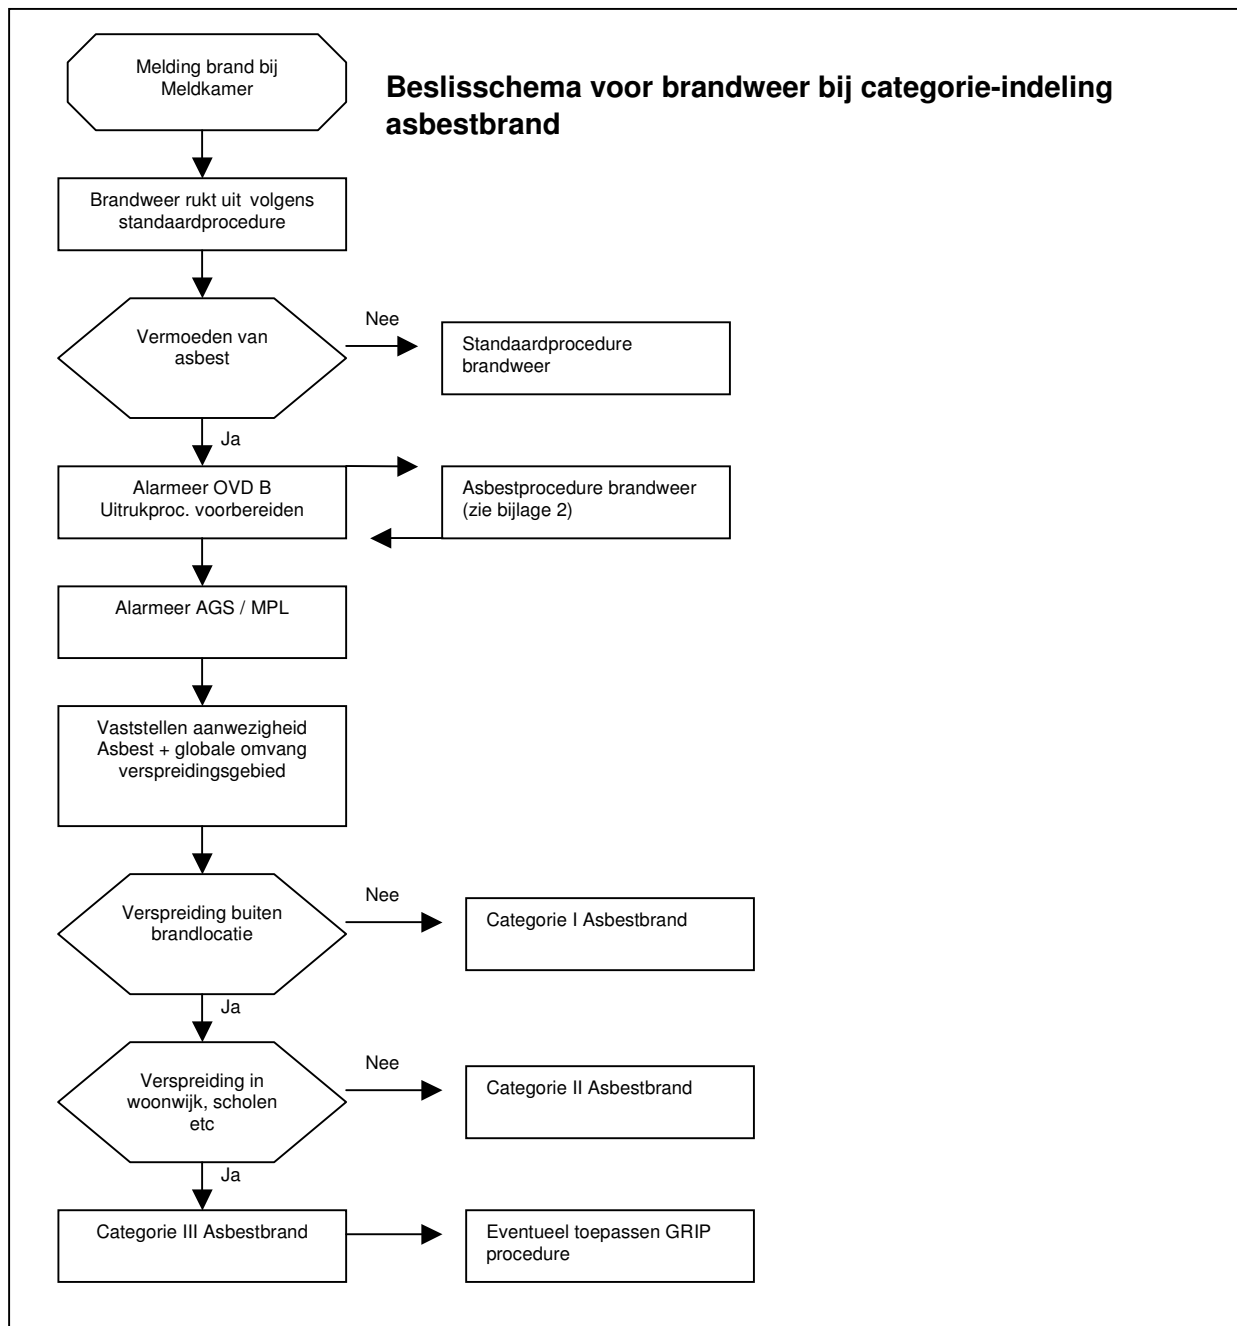 Melding brand bij
Meldkamer
Beslisschema voor brandweer bij categorie-indeling
asbestbrand
Brandweer rukt uit volgens
standaardprocedure
Vermoeden van
asbest
Nee
Standaardprocedure
brandweer
Ja
Alarmeer OVD B
Uitrukproc. voorbereiden
Asbestprocedure brandweer
(zie bijlage 2)
Alarmeer AGS / MPL
Vaststellen aanwezigheid
Asbest + globale omvang
verspreidingsgebied
Verspreiding buiten
brandlocatie
Nee
Categorie I Asbestbrand
Ja
Verspreiding in
woonwijk, scholen
etc
Nee
Categorie II Asbestbrand
Ja
Categorie III Asbestbrand
Eventueel toepassen GRIP
procedure